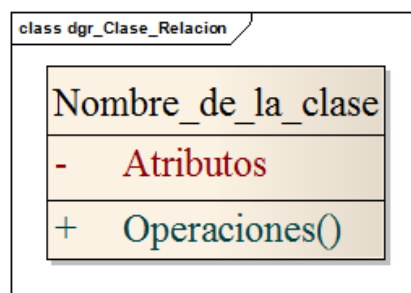 class dgr_Clase_Relacion
Nombre_de_la_clase
- Atributos
+ Operaciones()